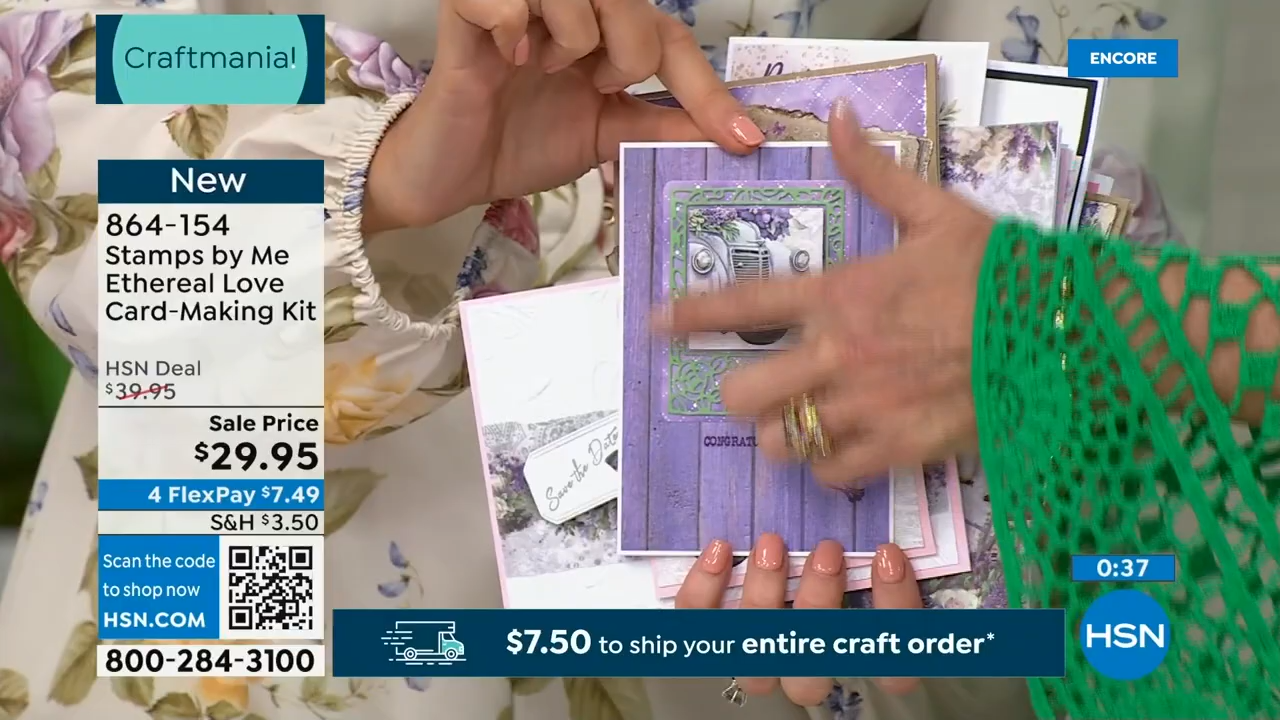 Craftmania!
ENCORE
New
864-154
Stamps by Me
Ethereal Love
Card-Making Kit
HSN Deal
$39.95
Sale Price
$29.95
4 FlexPay $7.49
S&H $3.50
Scan the code
to shop now
HSN.COM
800-284-3100
Save the Date
CONGRATU
0:37
HSN
$7.50 to ship your entire craft order*